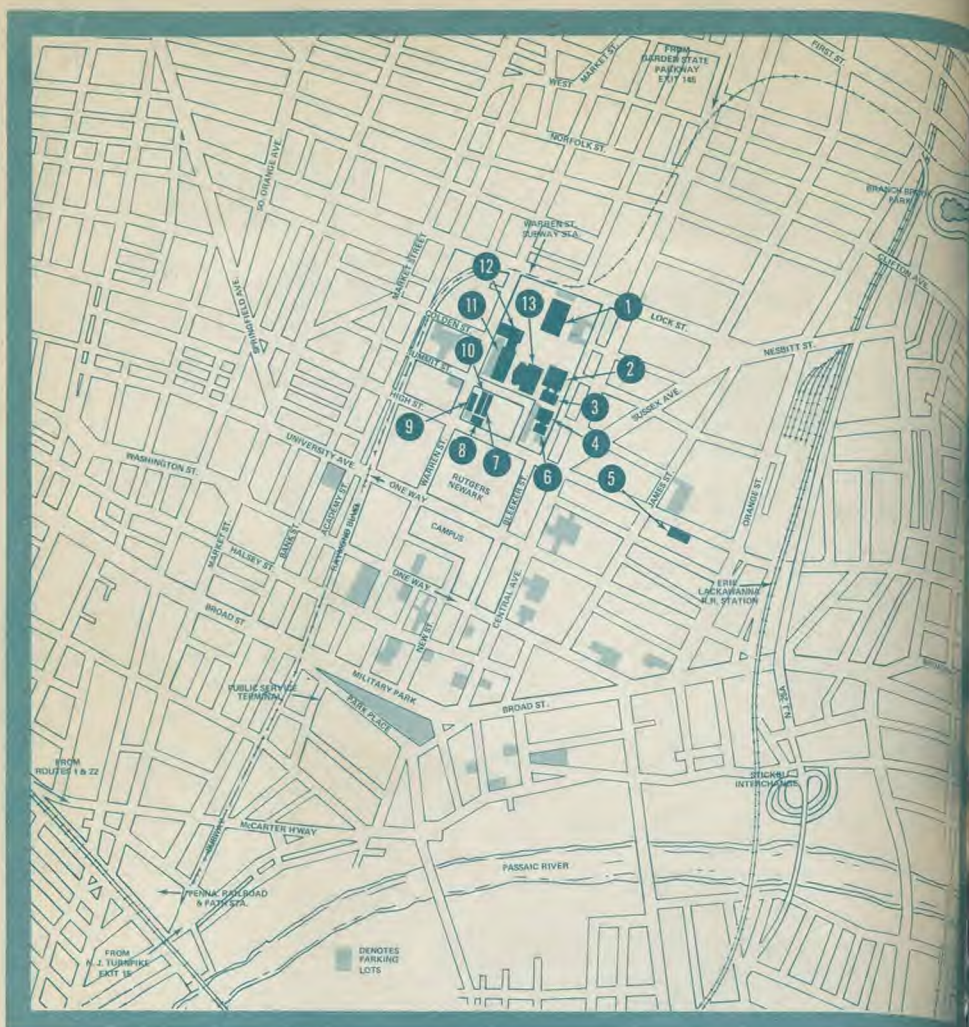 FROM
GARDEN STATE
PARKWAY
EXIT 145
FIRST ST.
WEST MARKET ST.
NORFOLK ST.
SO. ORANGE AVE.
BRANCH BROOK
PARK
WARREN ST.
SUBWAY STA.
MARKET STREET
CLIFTON AVE.
SPRINGFIELD AVE.
12
13
11
1
LOCK ST.
COLDEN ST.
10
NESBITT ST.
SUMMIT ST.
2
SUSSEX AVE.
HIGH ST.
3
9
8
7
6
4
5
UNIVERSITY AVE.
WASHINGTON ST.
WARREN ST.
RUTGERS
NEWARK
CAMPUS
BLEEKER ST.
JAMES ST.
ORANGE ST.
ONE WAY
ACADEMY ST.
RAYMOND BLVD.
MARKET ST.
BANK ST.
HALSEY ST.
ONE WAY
CENTRAL AVE.
ERIE
LACKAWANNA
R.R. STATION
BROAD ST.
NEW ST.
MILITARY PARK
PUBLIC SERVICE
TERMINAL
PARK PLACE
BROAD ST.
N.J. 25A
FROM
ROUTES 1 & 22
STICKEL
INTERCHANGE
McCARTER H'WAY
SUBWAY
PASSAIC RIVER
PENNA. RAILROAD
& PATH STA.
FROM
N. J. TURNPIKE
EXIT 15
DENOTES
PARKING
LOTS